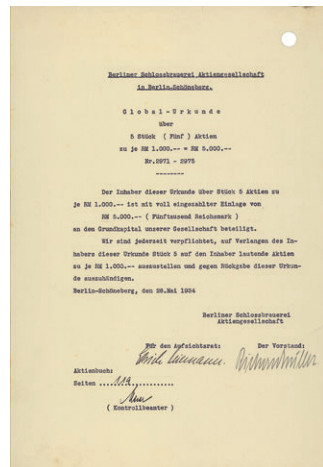 Berliner Schlossbrauerei Aktiengesellschaft
in Berlin-Schöneberg.
Global-Urkunde
über
5 Stück ( Fünf ) Aktien
zu je RM 1.000.-- = RM 5.000.--
Nr.2971 - 2975
--------
Der Inhaber dieser Urkunde über Stück 5 Aktien zu
je RM 1.000.-- ist mit voll eingezahlter Einlage von
RM 5.000.-- ( Fünftausend Reichsmark )
an dem Grundkapital unserer Gesellschaft beteiligt.
Wir sind jederzeit verpflichtet, auf Verlangen des In-
habers dieser Urkunde Stück 5 auf den Inhaber lautende Aktien
zu je RM 1.000.-- auszustellen und gegen Rückgabe dieser Urkun-
de auszuhändigen.
Berlin-Schöneberg, den 28.Mai 1934
Berliner Schlossbrauerei
Aktiengesellschaft
Für den Aufsichtsrat: Der Vorstand:
Richard Müller
Aktienbuch:
Seiten ...119...........
( Kontrollbeamter )